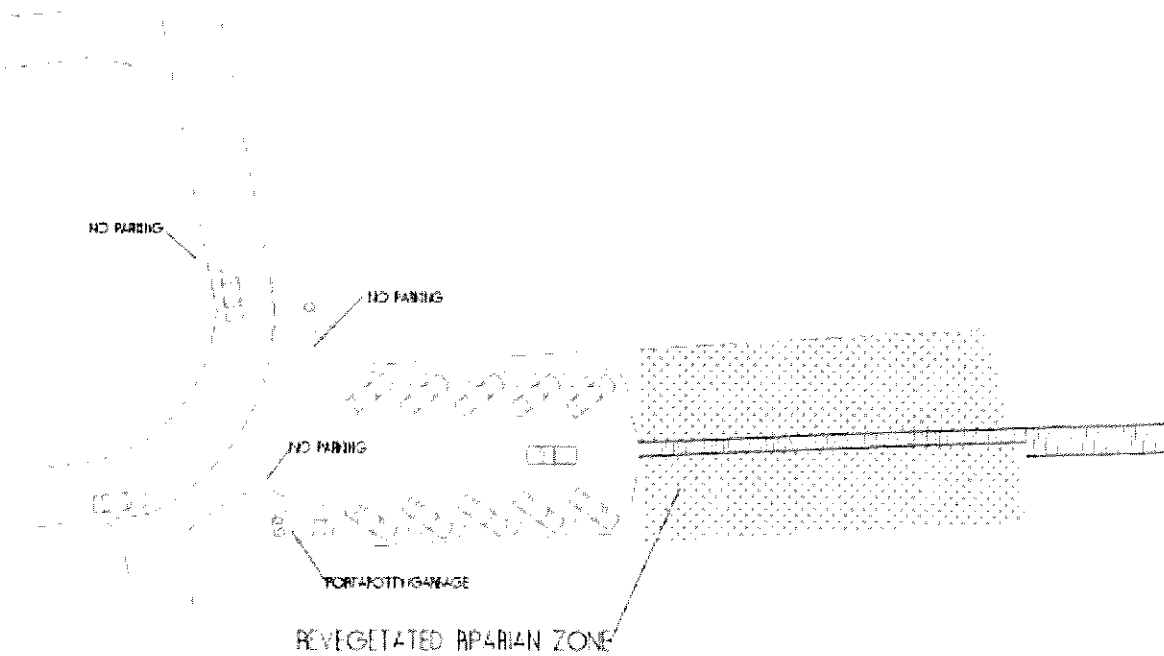 NO PARKING
NO PARKING
NO PARKING
PORTAPOTTY/GARBAGE
REVEGETATED RIPARIAN ZONE